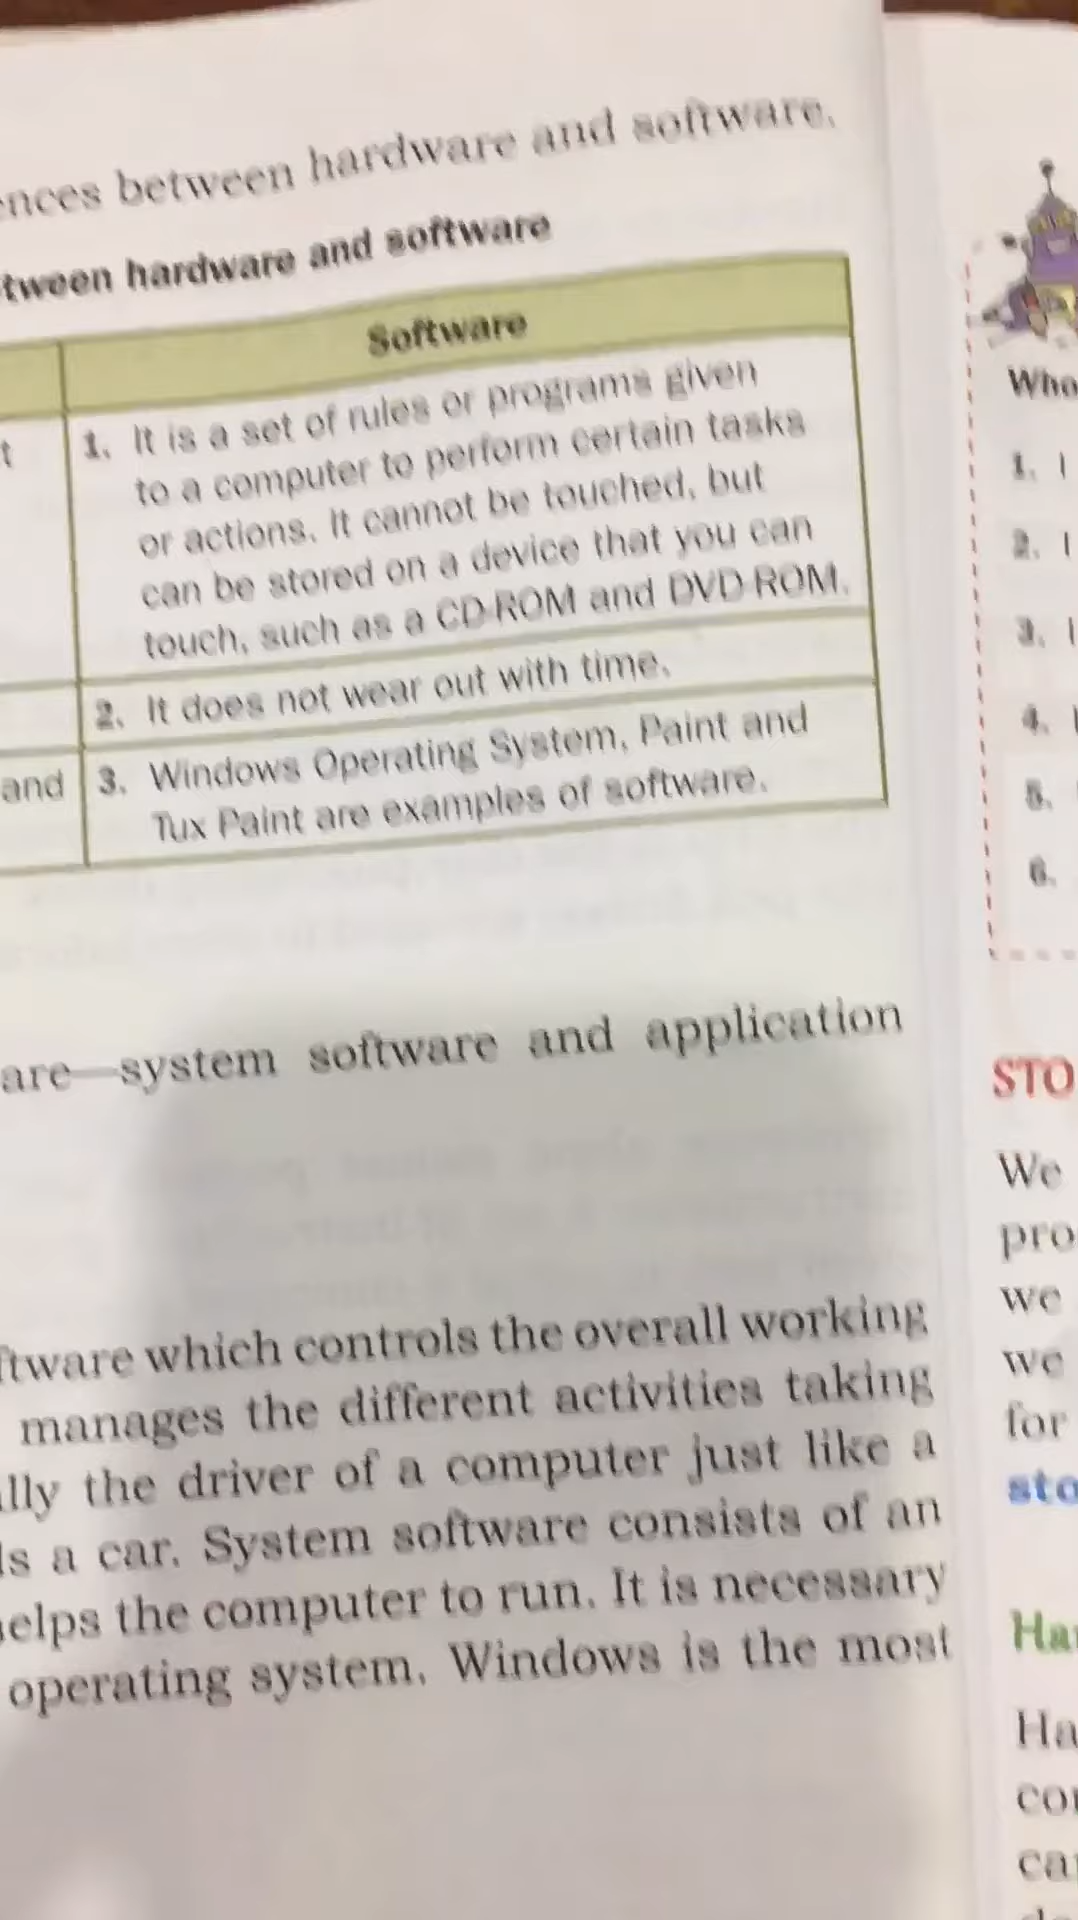 ences between hardware and software.
tween hardware and software
Software
t
1. It is a set of rules or programs given
to a computer to perform certain tasks
or actions. It cannot be touched, but
can be stored on a device that you can
touch, such as a CD-ROM and DVD-ROM.
2. It does not wear out with time.
and
3. Windows Operating System, Paint and
Tux Paint are examples of software.
are—system software and application
ftware which controls the overall working
manages the different activities taking
lly the driver of a computer just like a
ls a car. System software consists of an
helps the computer to run. It is necessary
operating system. Windows is the most
Who
1. I
2. I
3. I
4.
5.
6.
STO
We
pro
we
we
for
sto
Ha
Ha
co
ca